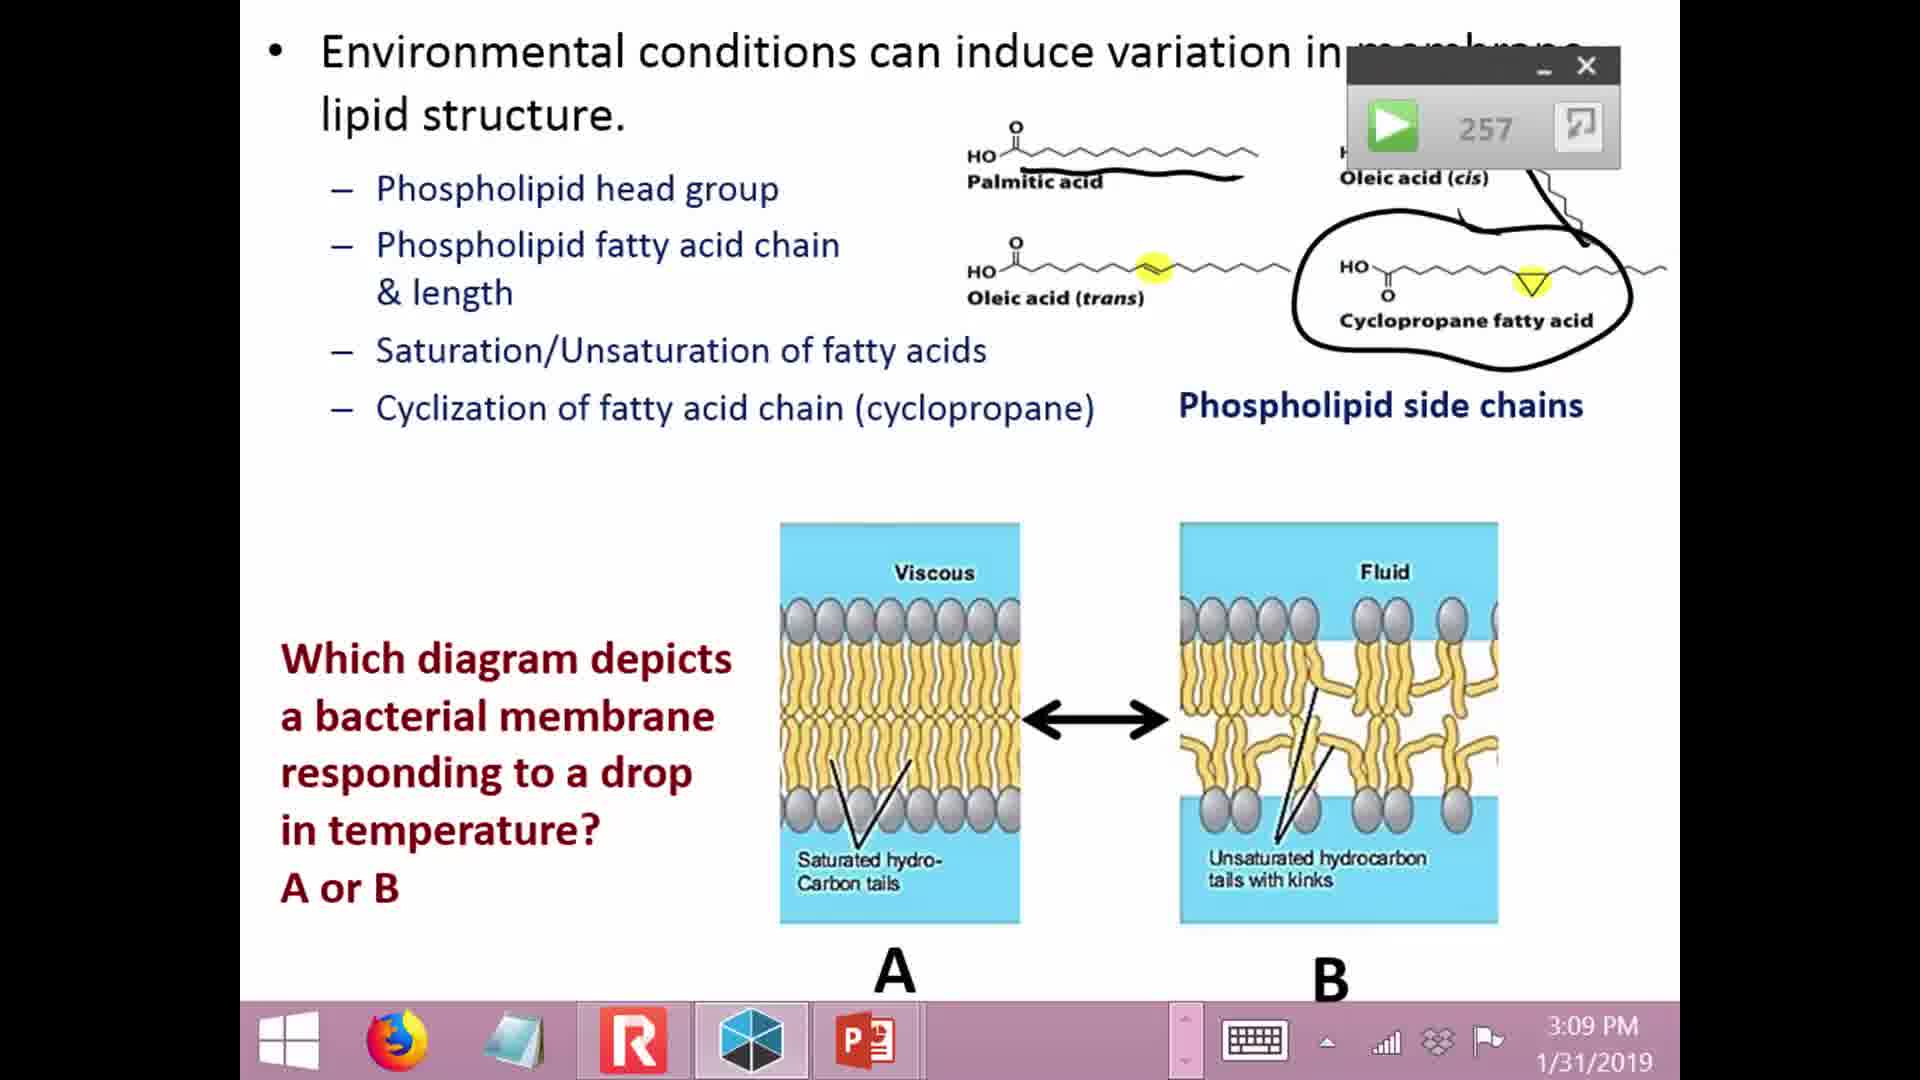 • Environmental conditions can induce variation in membrane
lipid structure.
– Phospholipid head group
– Phospholipid fatty acid chain
& length
– Saturation/Unsaturation of fatty acids
– Cyclization of fatty acid chain (cyclopropane)
O
HO
Palmitic acid
257
Oleic acid (cis)
O
HO
Oleic acid (trans)
HO
O
Cyclopropane fatty acid
Phospholipid side chains
Which diagram depicts
a bacterial membrane
responding to a drop
in temperature?
A or B
Viscous
Saturated hydro-
Carbon tails
A
Fluid
Unsaturated hydrocarbon
tails with kinks
B
3:09 PM
1/31/2019